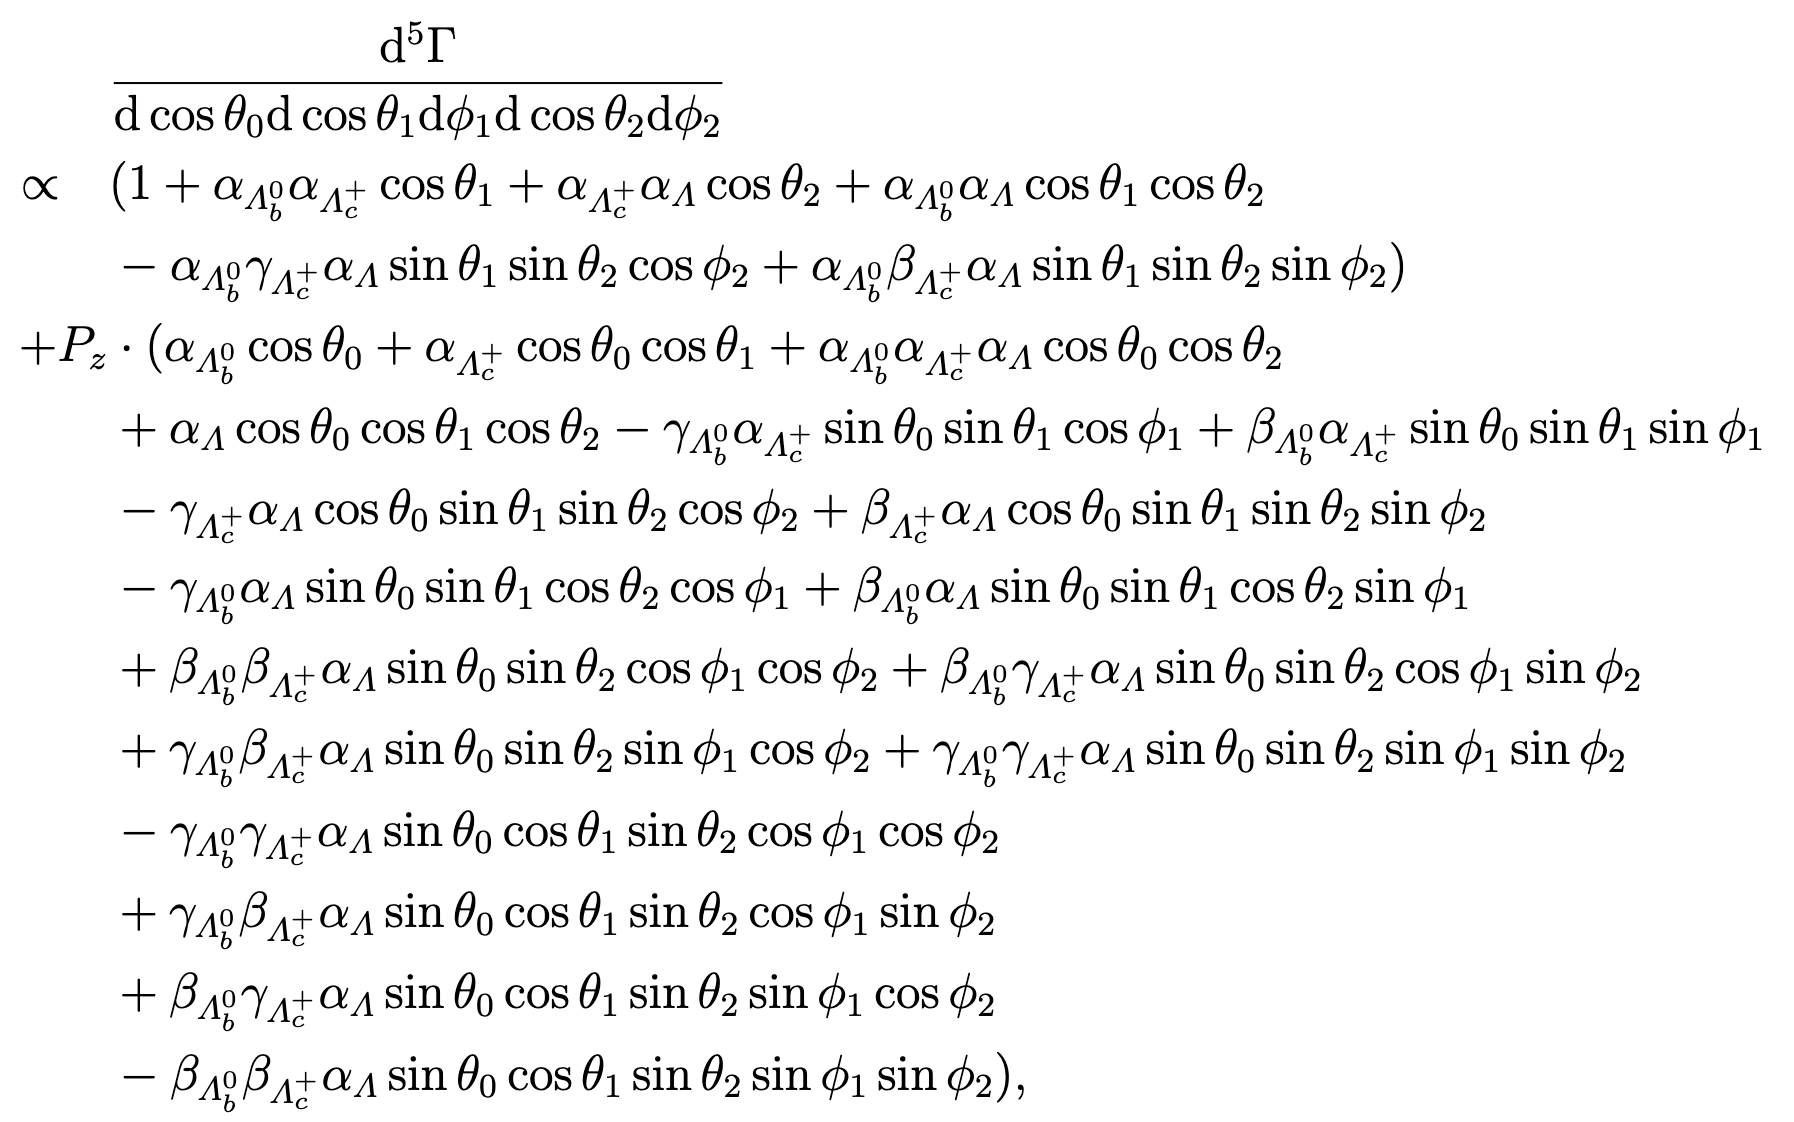 d⁵Γ
d cos θ₀d cos θ₁dϕ₁d cos θ₂dϕ₂
∝ (1 + α_{Λ_b^0} α_{Λ_c^+} cos θ₁ + α_{Λ_c^+} α_Λ cos θ₂ + α_{Λ_b^0} α_Λ cos θ₁ cos θ₂
− α_{Λ_b^0} γ_{Λ_c^+} α_Λ sin θ₁ sin θ₂ cos ϕ₂ + α_{Λ_b^0} β_{Λ_c^+} α_Λ sin θ₁ sin θ₂ sin ϕ₂)
+P_z · (α_{Λ_b^0} cos θ₀ + α_{Λ_c^+} cos θ₀ cos θ₁ + α_{Λ_b^0} α_{Λ_c^+} α_Λ cos θ₀ cos θ₂
+ α_Λ cos θ₀ cos θ₁ cos θ₂ − γ_{Λ_b^0} α_{Λ_c^+} sin θ₀ sin θ₁ cos ϕ₁ + β_{Λ_b^0} α_{Λ_c^+} sin θ₀ sin θ₁ sin ϕ₁
− γ_{Λ_c^+} α_Λ cos θ₀ sin θ₁ sin θ₂ cos ϕ₂ + β_{Λ_c^+} α_Λ cos θ₀ sin θ₁ sin θ₂ sin ϕ₂
− γ_{Λ_b^0} α_Λ sin θ₀ sin θ₁ cos θ₂ cos ϕ₁ + β_{Λ_b^0} α_Λ sin θ₀ sin θ₁ cos θ₂ sin ϕ₁
+ β_{Λ_b^0} β_{Λ_c^+} α_Λ sin θ₀ sin θ₂ cos ϕ₁ cos ϕ₂ + β_{Λ_b^0} γ_{Λ_c^+} α_Λ sin θ₀ sin θ₂ cos ϕ₁ sin ϕ₂
+ γ_{Λ_b^0} β_{Λ_c^+} α_Λ sin θ₀ sin θ₂ sin ϕ₁ cos ϕ₂ + γ_{Λ_b^0} γ_{Λ_c^+} α_Λ sin θ₀ sin θ₂ sin ϕ₁ sin ϕ₂
− γ_{Λ_b^0} γ_{Λ_c^+} α_Λ sin θ₀ cos θ₁ sin θ₂ cos ϕ₁ cos ϕ₂
+ γ_{Λ_b^0} β_{Λ_c^+} α_Λ sin θ₀ cos θ₁ sin θ₂ cos ϕ₁ sin ϕ₂
+ β_{Λ_b^0} γ_{Λ_c^+} α_Λ sin θ₀ cos θ₁ sin θ₂ sin ϕ₁ cos ϕ₂
− β_{Λ_b^0} β_{Λ_c^+} α_Λ sin θ₀ cos θ₁ sin θ₂ sin ϕ₁ sin ϕ₂),